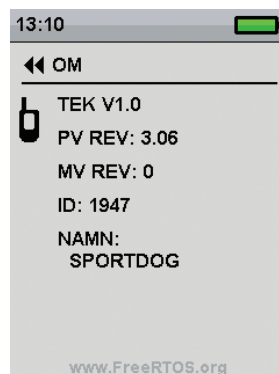 13:10
OM
TEK V1.0
PV REV: 3.06
MV REV: 0
ID: 1947
NAMN:
SPORTDOG
www.FreeRTOS.org